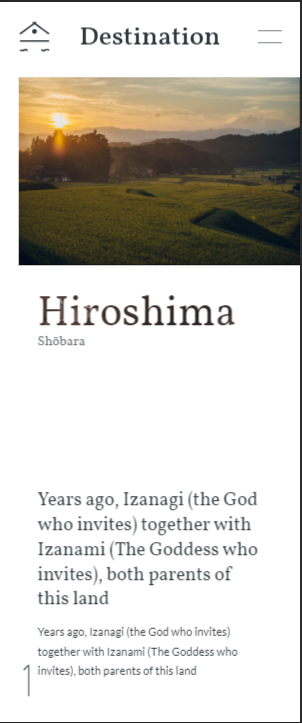 Destination
Hiroshima
Shōbara
Years ago, Izanagi (the God
who invites) together with
Izanami (The Goddess who
invites), both parents of
this land
Years ago, Izanagi (the God who invites)
together with Izanami (The Goddess who
invites), both parents of this land
1